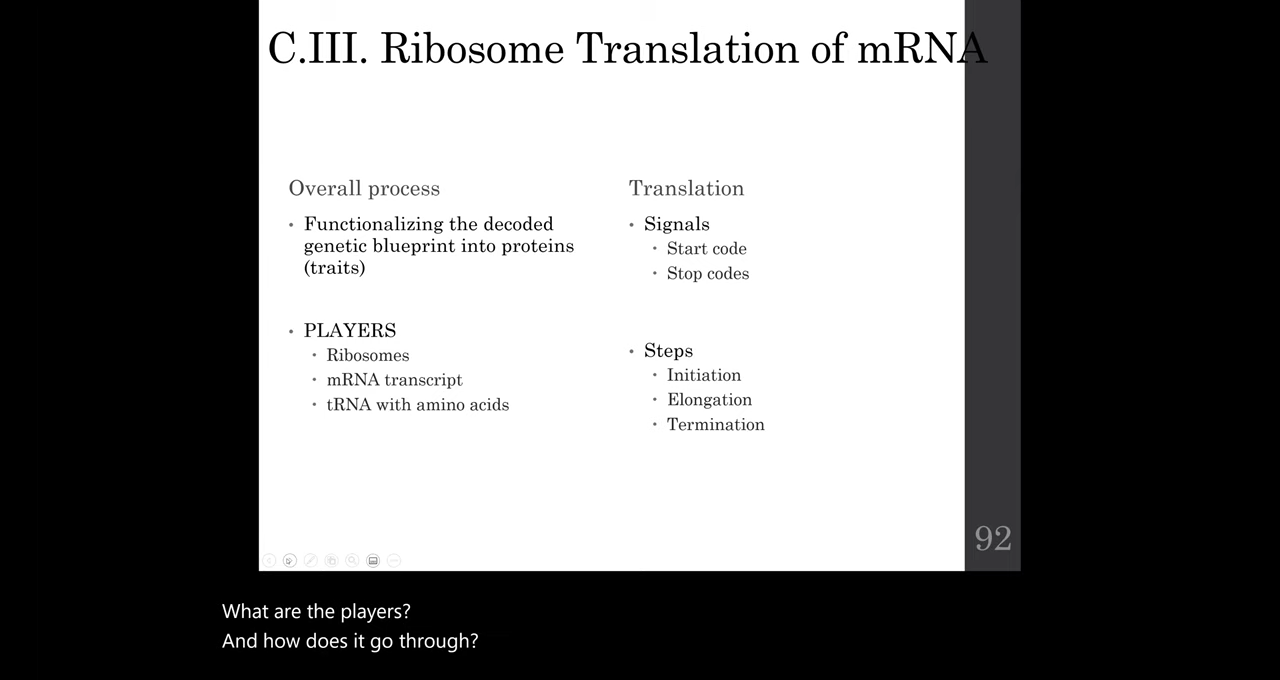 C.III. Ribosome Translation of mRNA
Overall process
• Functionalizing the decoded
genetic blueprint into proteins
(traits)
• PLAYERS
• Ribosomes
• mRNA transcript
• tRNA with amino acids
Translation
• Signals
• Start code
• Stop codes
• Steps
• Initiation
• Elongation
• Termination
92
What are the players?
And how does it go through?